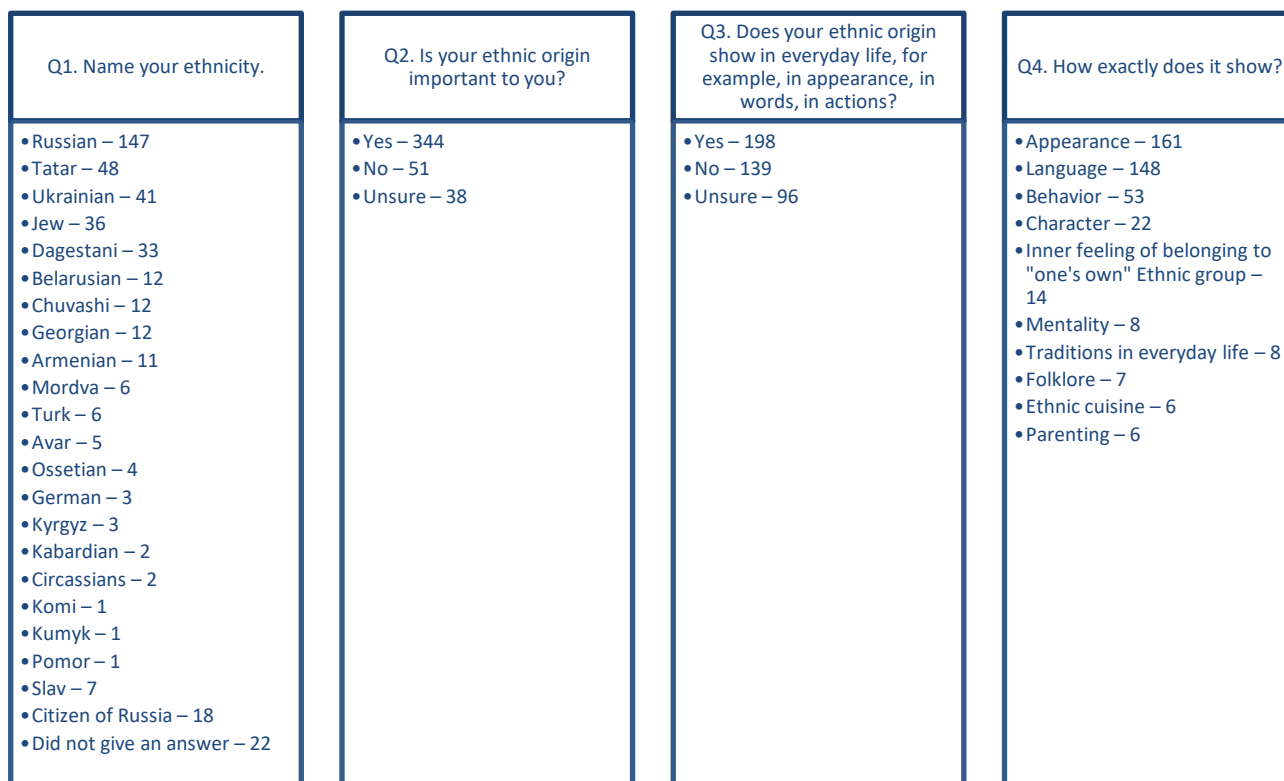 Q1. Name your ethnicity.
• Russian – 147
• Tatar – 48
• Ukrainian – 41
• Jew – 36
• Dagestani – 33
• Belarusian – 12
• Chuvashi – 12
• Georgian – 12
• Armenian – 11
• Mordva – 6
• Turk – 6
• Avar – 5
• Ossetian – 4
• German – 3
• Kyrgyz – 3
• Kabardian – 2
• Circassians – 2
• Komi – 1
• Kumyk – 1
• Pomor – 1
• Slav – 7
• Citizen of Russia – 18
• Did not give an answer – 22
Q2. Is your ethnic origin
important to you?
• Yes – 344
• No – 51
• Unsure – 38
Q3. Does your ethnic origin
show in everyday life, for
example, in appearance, in
words, in actions?
• Yes – 198
• No – 139
• Unsure – 96
Q4. How exactly does it show?
• Appearance – 161
• Language – 148
• Behavior – 53
• Character – 22
• Inner feeling of belonging to
"one's own" Ethnic group –
14
• Mentality – 8
• Traditions in everyday life – 8
• Folklore – 7
• Ethnic cuisine – 6
• Parenting – 6